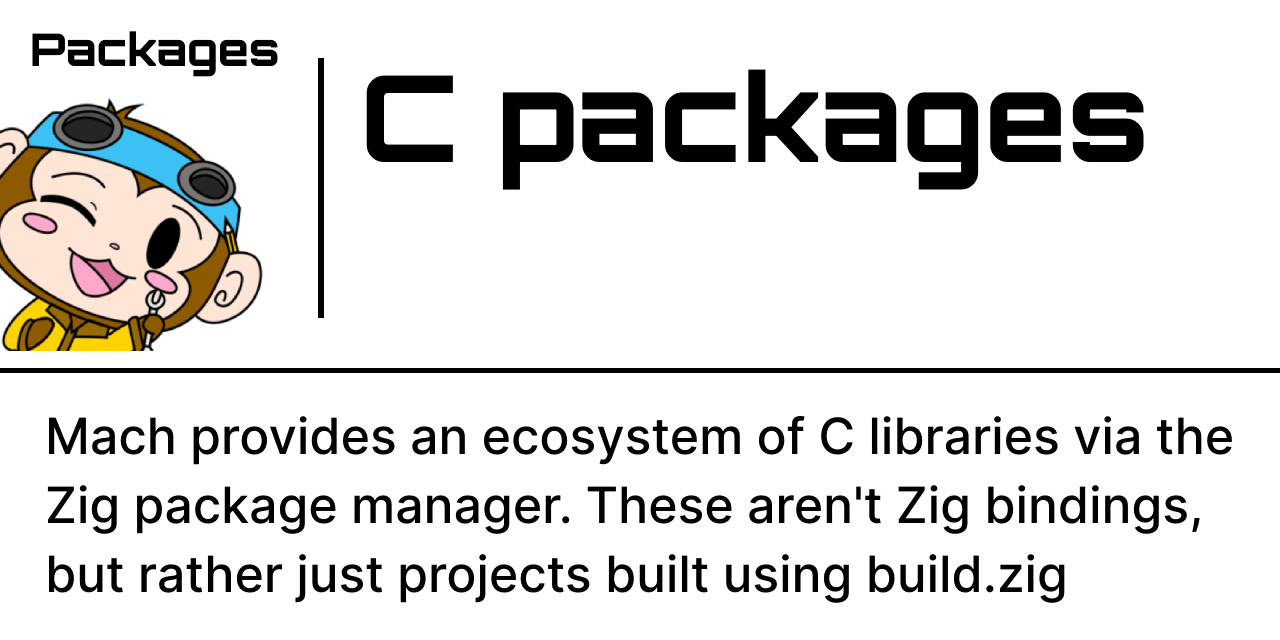 Packages
C packages
Mach provides an ecosystem of C libraries via the
Zig package manager. These aren't Zig bindings,
but rather just projects built using build.zig